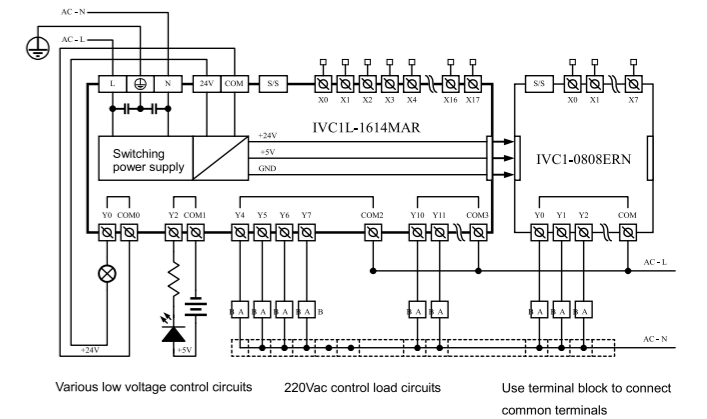 AC - N
AC - L
L N 24V COM S/S
X0 X1 X2 X3 X4 X16 X17
S/S
X0 X1 X7
IVC1L-1614MAR
+24V
+5V
GND
Switching
power supply
IVC1-0808ERN
Y0 COM0 Y2 COM1 Y4 Y5 Y6 Y7 COM2 Y10 Y11 COM3
Y0 Y1 Y2 COM
AC - L
B A B A B A B A B B A B A B A B A B A
AC - N
+24V
+5V
Various low voltage control circuits
220Vac control load circuits
Use terminal block to connect
common terminals